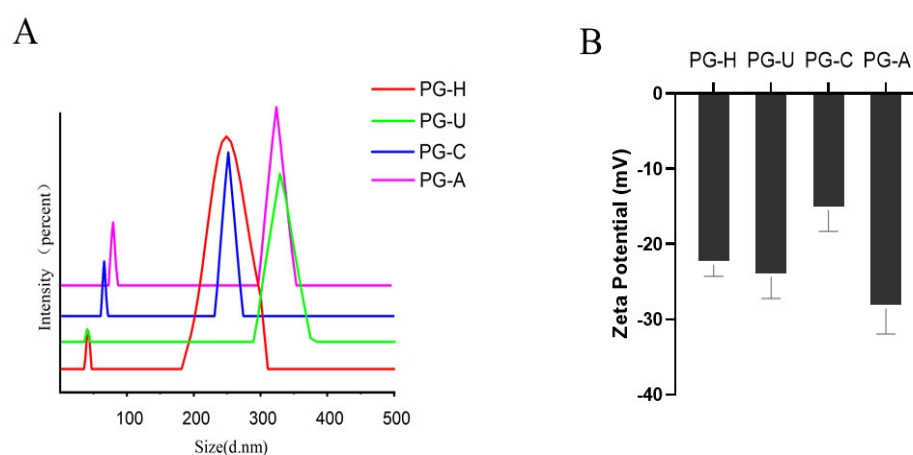 A
PG-H
PG-U
PG-C
PG-A
Intensity （percent）
100
200
300
400
500
Size(d.nm)
B
PG-H PG-U PG-C PG-A
0
-10
-20
-30
-40
Zeta Potential (mV)